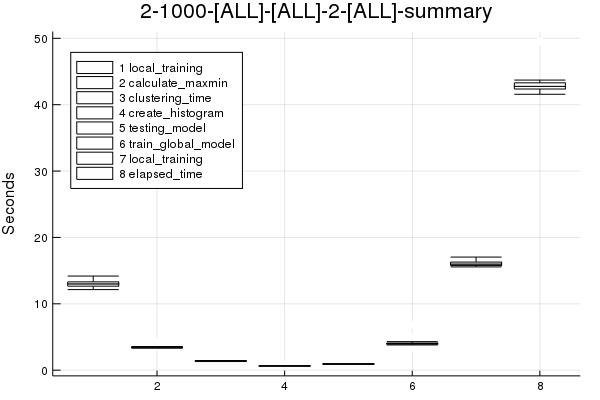 2-1000-[ALL]-[ALL]-2-[ALL]-summary
50
40
30
20
10
0
Seconds
1 local_training
2 calculate_maxmin
3 clustering_time
4 create_histogram
5 testing_model
6 train_global_model
7 local_training
8 elapsed_time
2
4
6
8